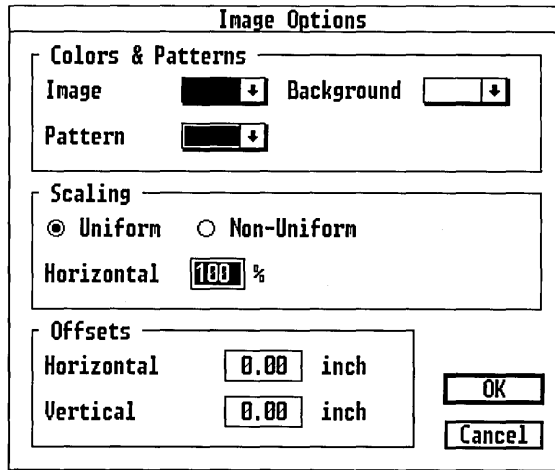 Image Options
Colors & Patterns
Image Background
Pattern
Scaling
Uniform Non-Uniform
Horizontal 100 %
Offsets
Horizontal 0.00 inch
Vertical 0.00 inch
OK
Cancel